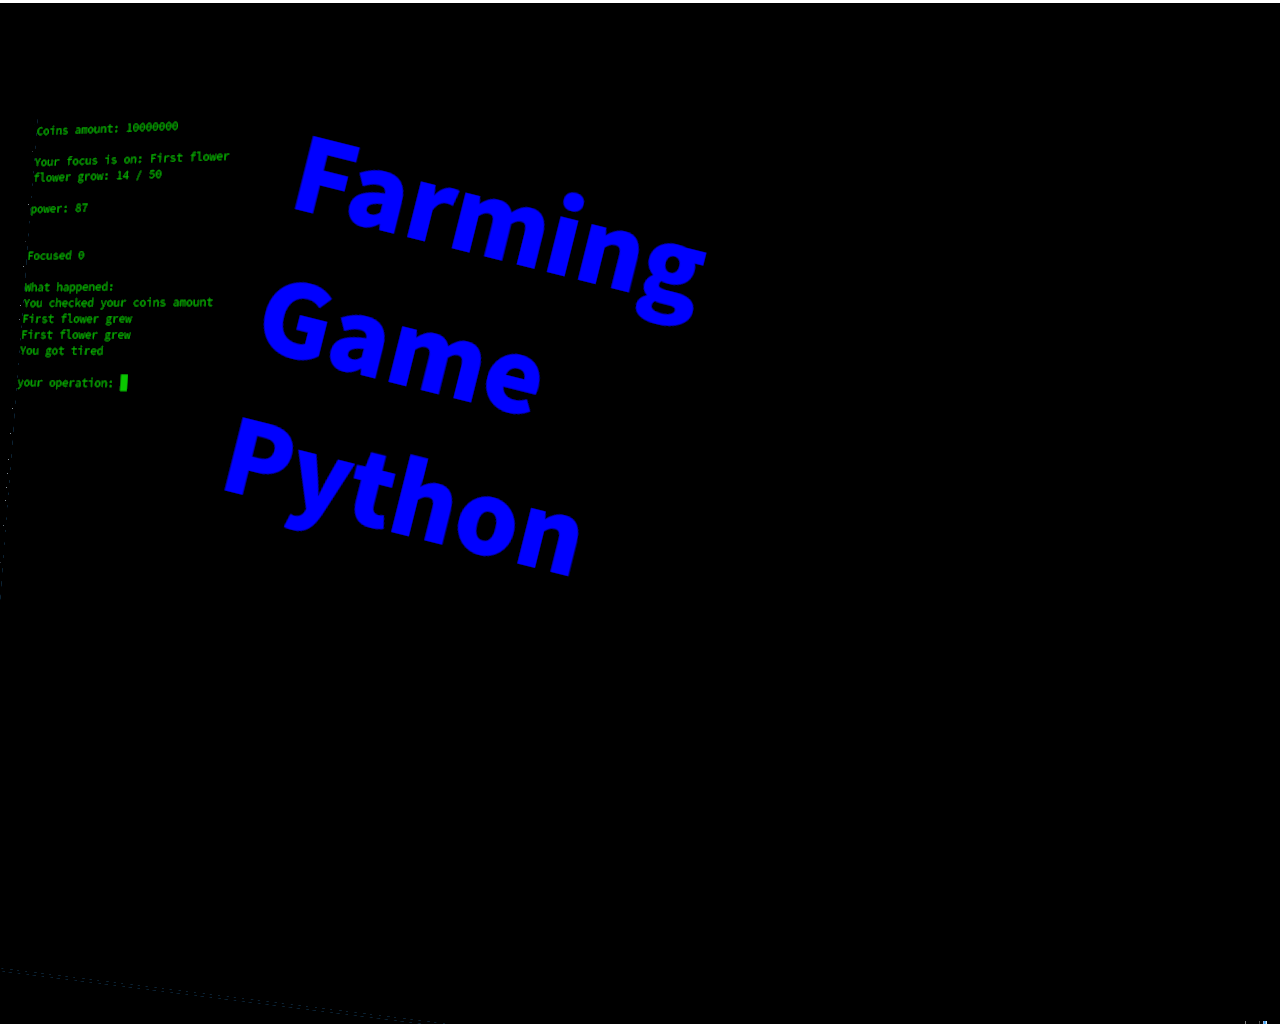 Coins amount: 10000000
Your focus is on: First flower
flower grow: 14 / 50
power: 87
Focused 0
What happened:
You checked your coins amount
First flower grew
First flower grew
You got tired
your operation:
Farming
Game
Python